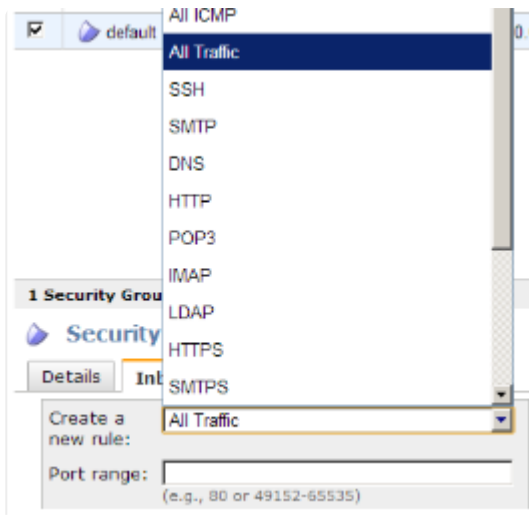 All ICMP
default
0.
All Traffic
SSH
SMTP
DNS
HTTP
POP3
IMAP
LDAP
HTTPS
SMTPS
1 Security Grou
Security
Details Inb
Create a new rule: All Traffic
Port range:
(e.g., 80 or 49152-65535)